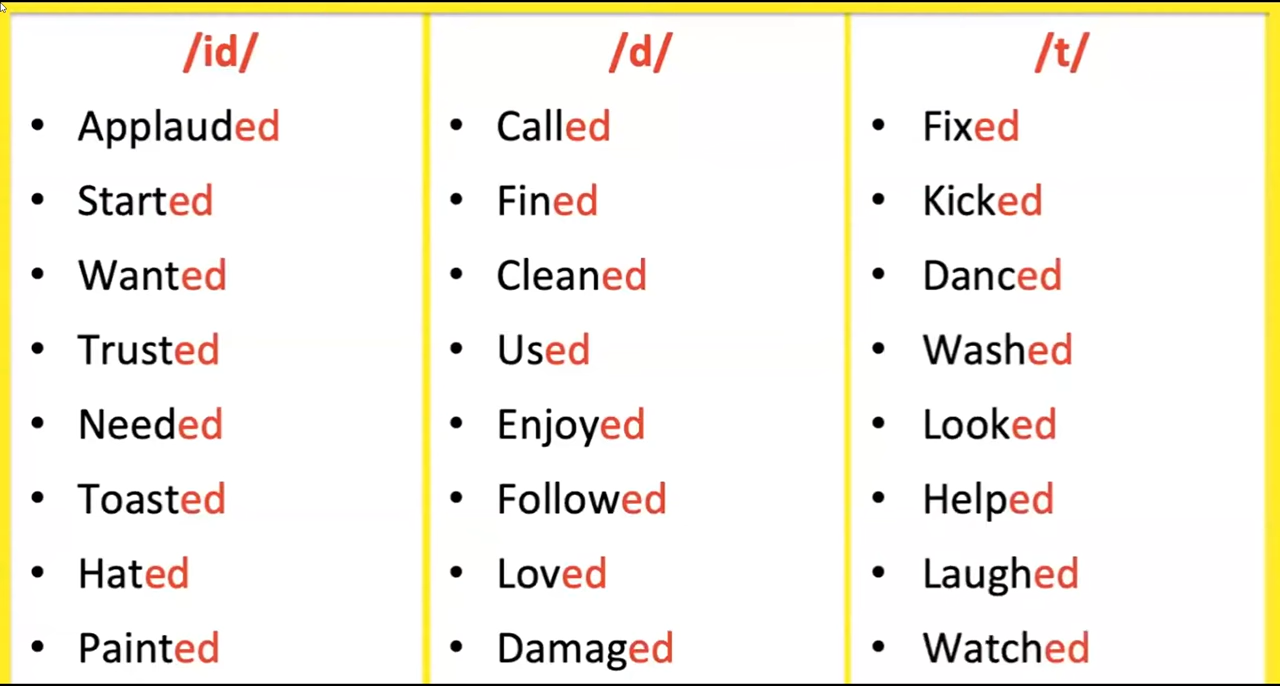 /id/
• Applauded
• Started
• Wanted
• Trusted
• Needed
• Toasted
• Hated
• Painted
/d/
• Called
• Fined
• Cleaned
• Used
• Enjoyed
• Followed
• Loved
• Damaged
/t/
• Fixed
• Kicked
• Danced
• Washed
• Looked
• Helped
• Laughed
• Watched